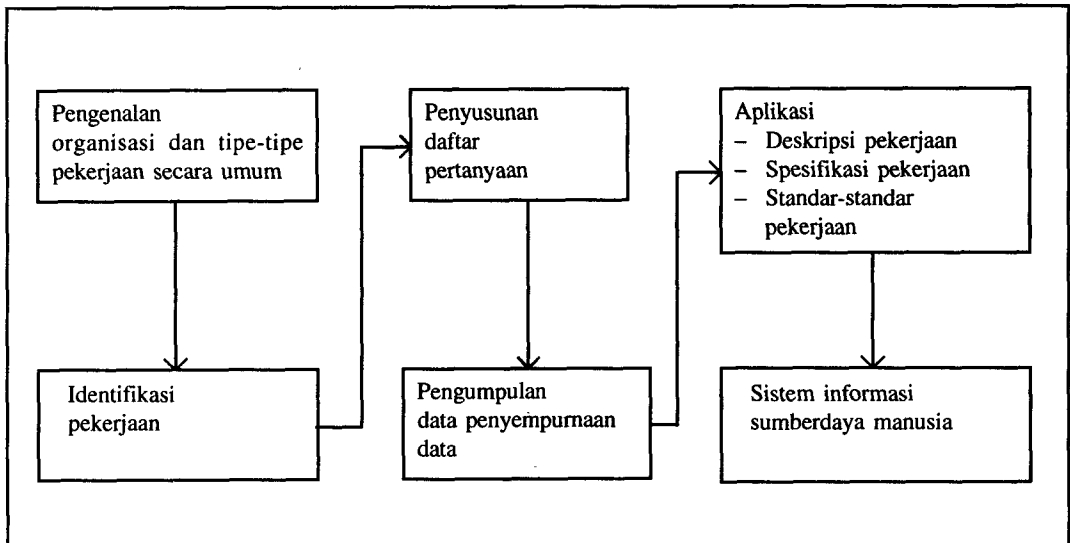 Pengenalan
organisasi dan tipe-tipe
pekerjaan secara umum
Identifikasi
pekerjaan
Penyusunan
daftar
pertanyaan
Pengumpulan
data penyempurnaan
data
Aplikasi
– Deskripsi pekerjaan
– Spesifikasi pekerjaan
– Standar-standar
pekerjaan
Sistem informasi
sumberdaya manusia